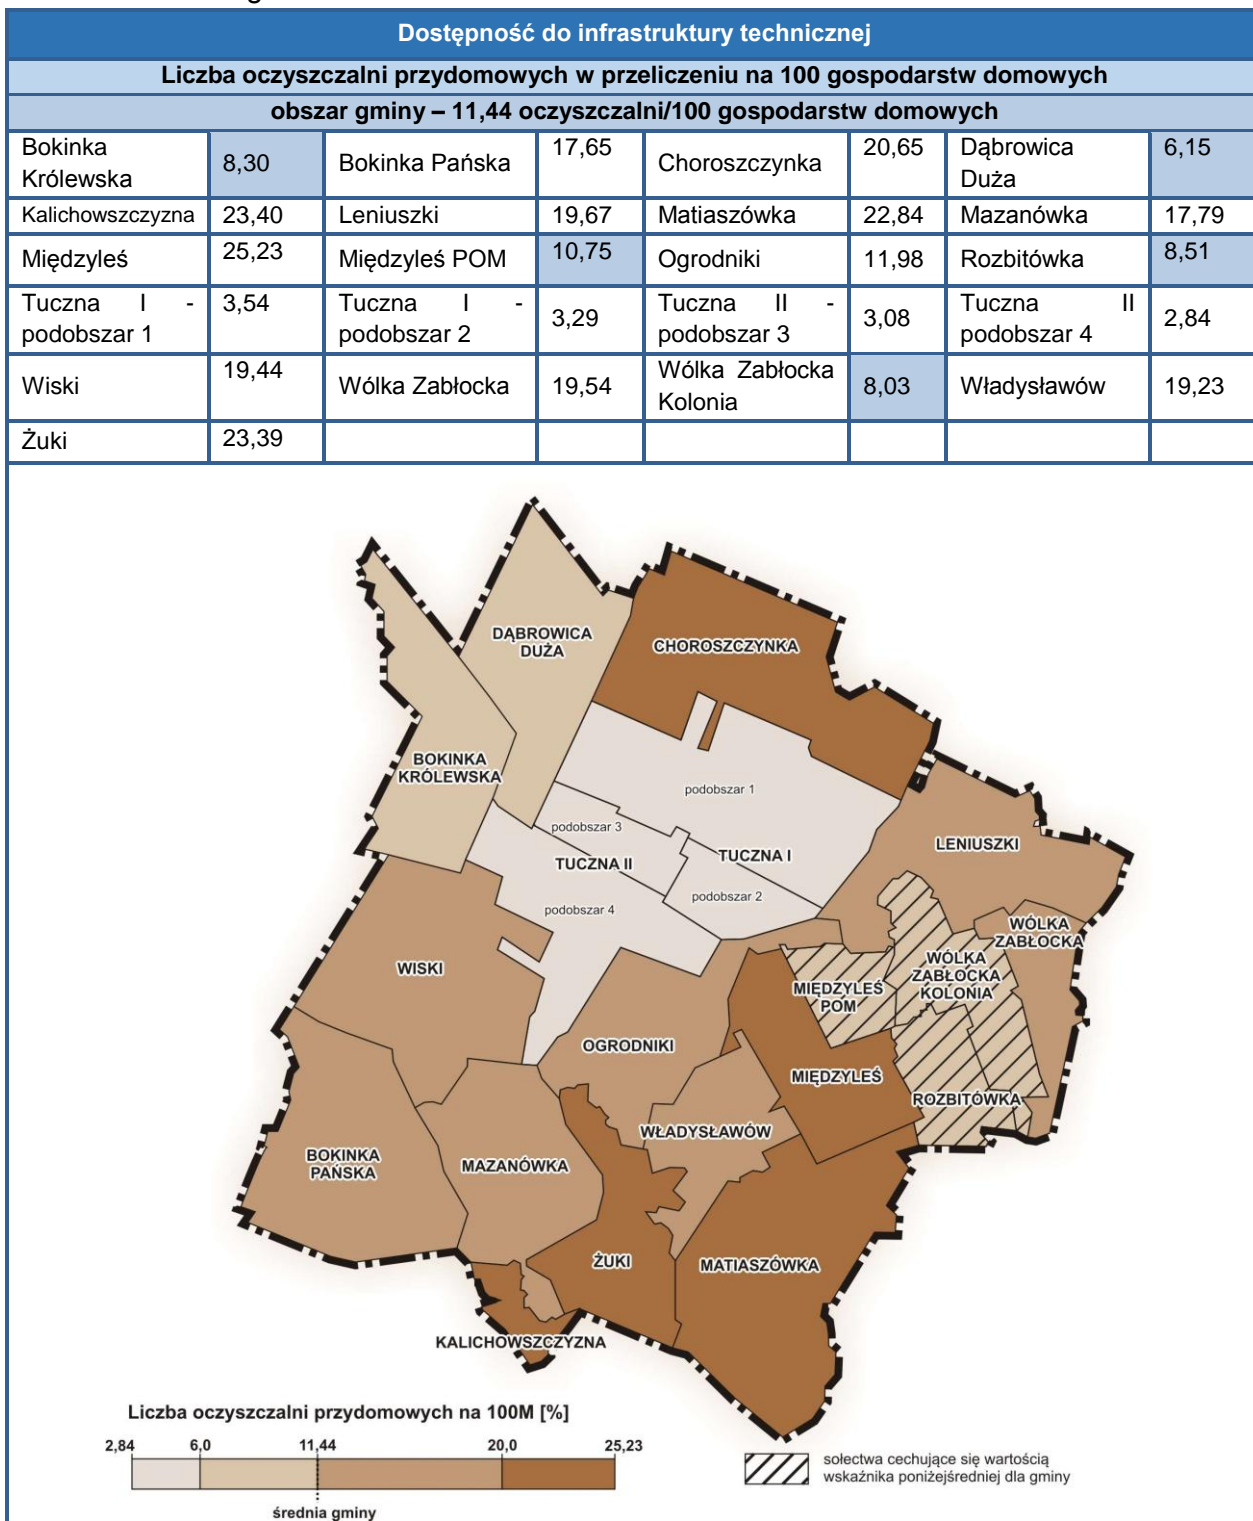 Dostępność do infrastruktury technicznej
Liczba oczyszczalni przydomowych w przeliczeniu na 100 gospodarstw domowych
obszar gminy – 11,44 oczyszczalni/100 gospodarstw domowych
Bokinka Królewska 8,30 Bokinka Pańska 17,65 Choroszczynka 20,65 Dąbrowica Duża 6,15
Kalichowszczyzna 23,40 Leniuszki 19,67 Matiaszówka 22,84 Mazanówka 17,79
Międzyleś 25,23 Międzyleś POM 10,75 Ogrodniki 11,98 Rozbitówka 8,51
Tuczna I - podobszar 1 3,54 Tuczna I - podobszar 2 3,29 Tuczna II - podobszar 3 3,08 Tuczna II podobszar 4 2,84
Wiski 19,44 Wólka Zabłocka 19,54 Wólka Zabłocka Kolonia 8,03 Władysławów 19,23
Żuki 23,39
DĄBROWICA
DUŻA
CHOROSZCZYNKA
BOKINKA
KRÓLEWSKA
podobszar 1
podobszar 3
TUCZNA II
TUCZNA I
LENIUSZKI
podobszar 2
podobszar 4
WÓLKA
ZABŁOCKA
WISKI
WÓLKA
ZABŁOCKA
KOLONIA
MIĘDZYLEŚ
POM
OGRODNIKI
MIĘDZYLEŚ
ROZBITÓWKA
WŁADYSŁAWÓW
BOKINKA
PAŃSKA
MAZANÓWKA
ŻUKI
MATIASZÓWKA
KALICHOWSZCZYZNA
Liczba oczyszczalni przydomowych na 100M [%]
2,84 6,0 11,44 20,0 25,23
średnia gminy
sołectwa cechujące się wartością
wskaźnika poniżejśredniej dla gminy